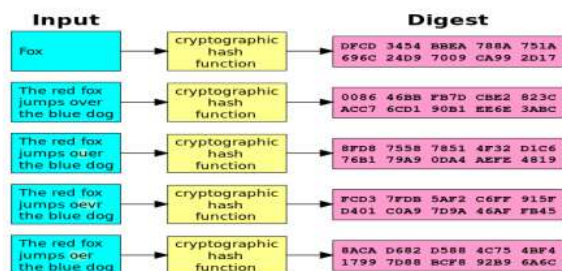 Input
Digest
Fox
cryptographic
hash
function
DFCD 3454 BBEA 788A 751A
696C 24D9 7009 CA99 2D17
The red fox
jumps over
the blue dog
cryptographic
hash
function
0086 46BB FB7D CBE2 823C
ACC7 6CD1 90B1 EE6E 3ABC
The red fox
jumps ouer
the blue dog
cryptographic
hash
function
8FD8 7558 7851 4F32 D1C6
76B1 79A9 0DA4 AEFE 4819
The red fox
jumps oevr
the blue dog
cryptographic
hash
function
FCD3 7FDB 5AF2 C6FF 915F
D401 C0A9 7D9A 46AF FB45
The red fox
jumps oer
the blue dog
cryptographic
hash
function
8ACA D682 D588 4C75 4BF4
1799 7D88 BCF8 92B9 6A6C